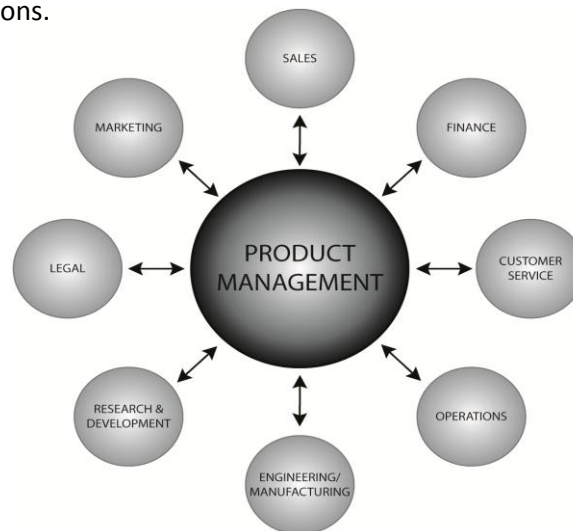 ons.
SALES
MARKETING
FINANCE
PRODUCT
MANAGEMENT
LEGAL
CUSTOMER
SERVICE
RESEARCH &
DEVELOPMENT
OPERATIONS
ENGINEERING/
MANUFACTURING